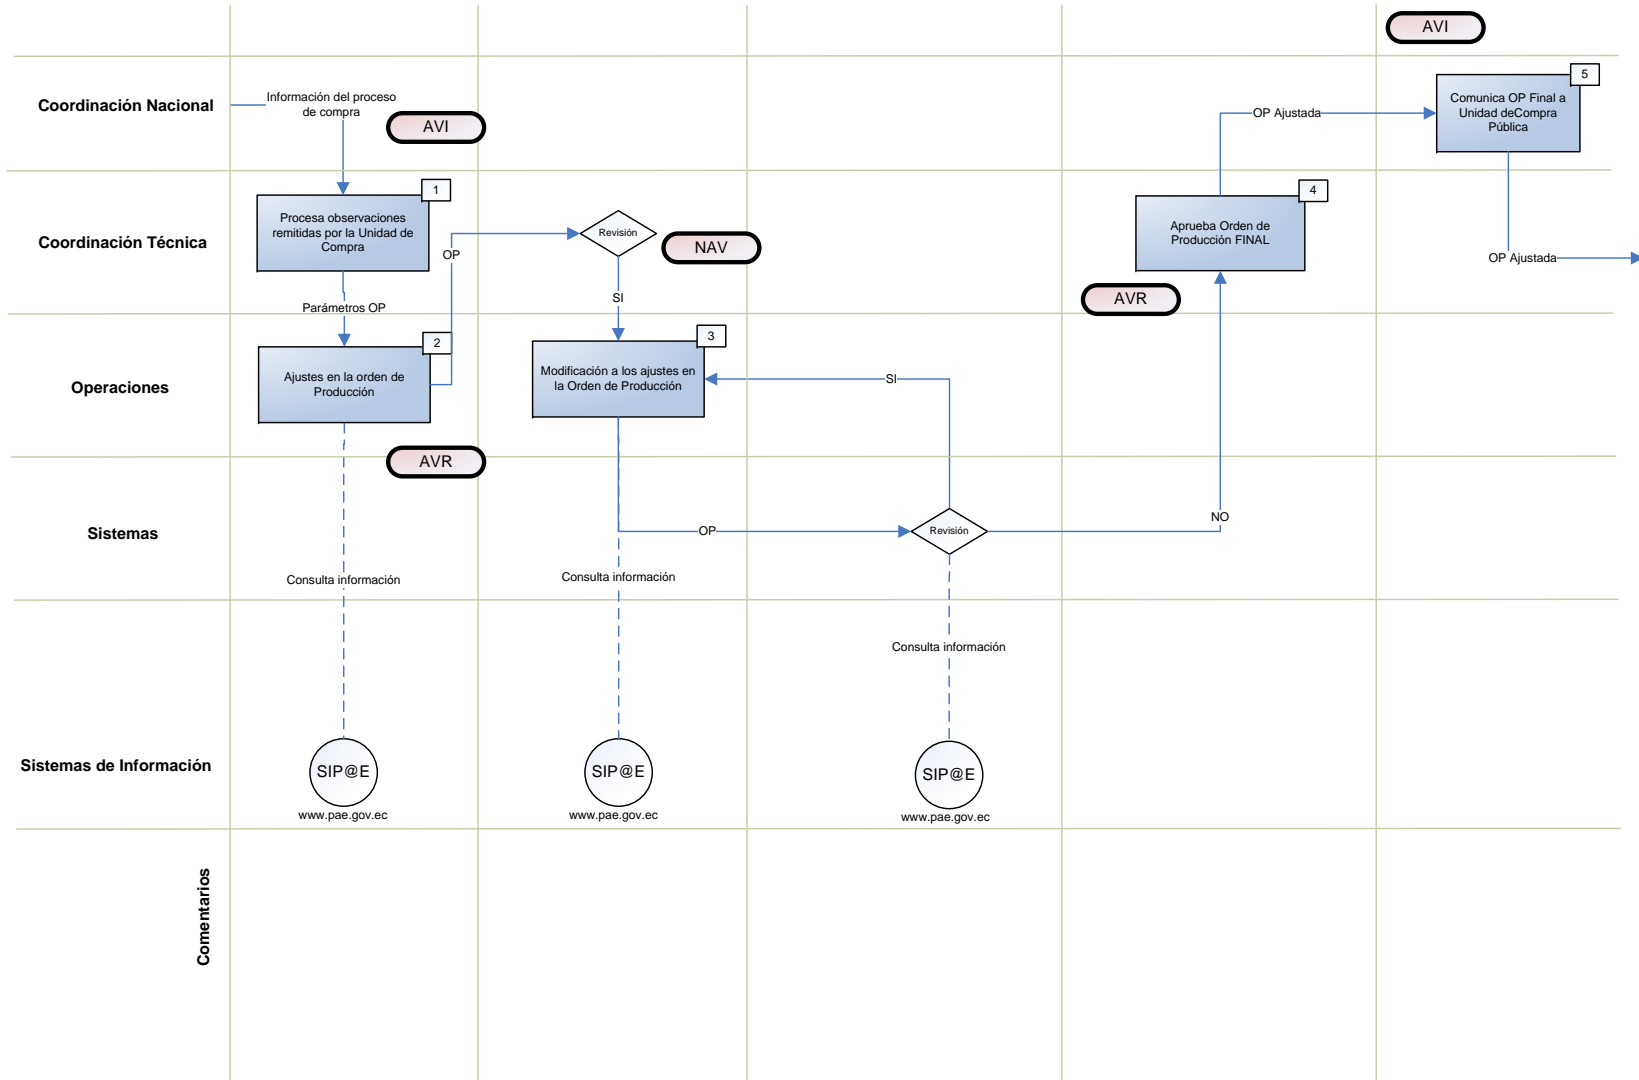 AVI
Coordinación Nacional
Información del proceso
de compra
AVI
OP Ajustada
5
Comunica OP Final a
Unidad deCompra
Pública
Coordinación Técnica
1
Procesa observaciones
remitidas por la Unidad de
Compra
OP
Revisión
NAV
SI
4
Aprueba Orden de
Producción FINAL
AVR
OP Ajustada
Parámetros OP
Operaciones
2
Ajustes en la orden de
Producción
3
Modificación a los ajustes en
la Orden de Producción
SI
AVR
Sistemas
OP
Revisión
NO
Consulta información
Consulta información
Consulta información
Sistemas de Información
SIP@E
www.pae.gov.ec
SIP@E
www.pae.gov.ec
SIP@E
www.pae.gov.ec
Comentarios